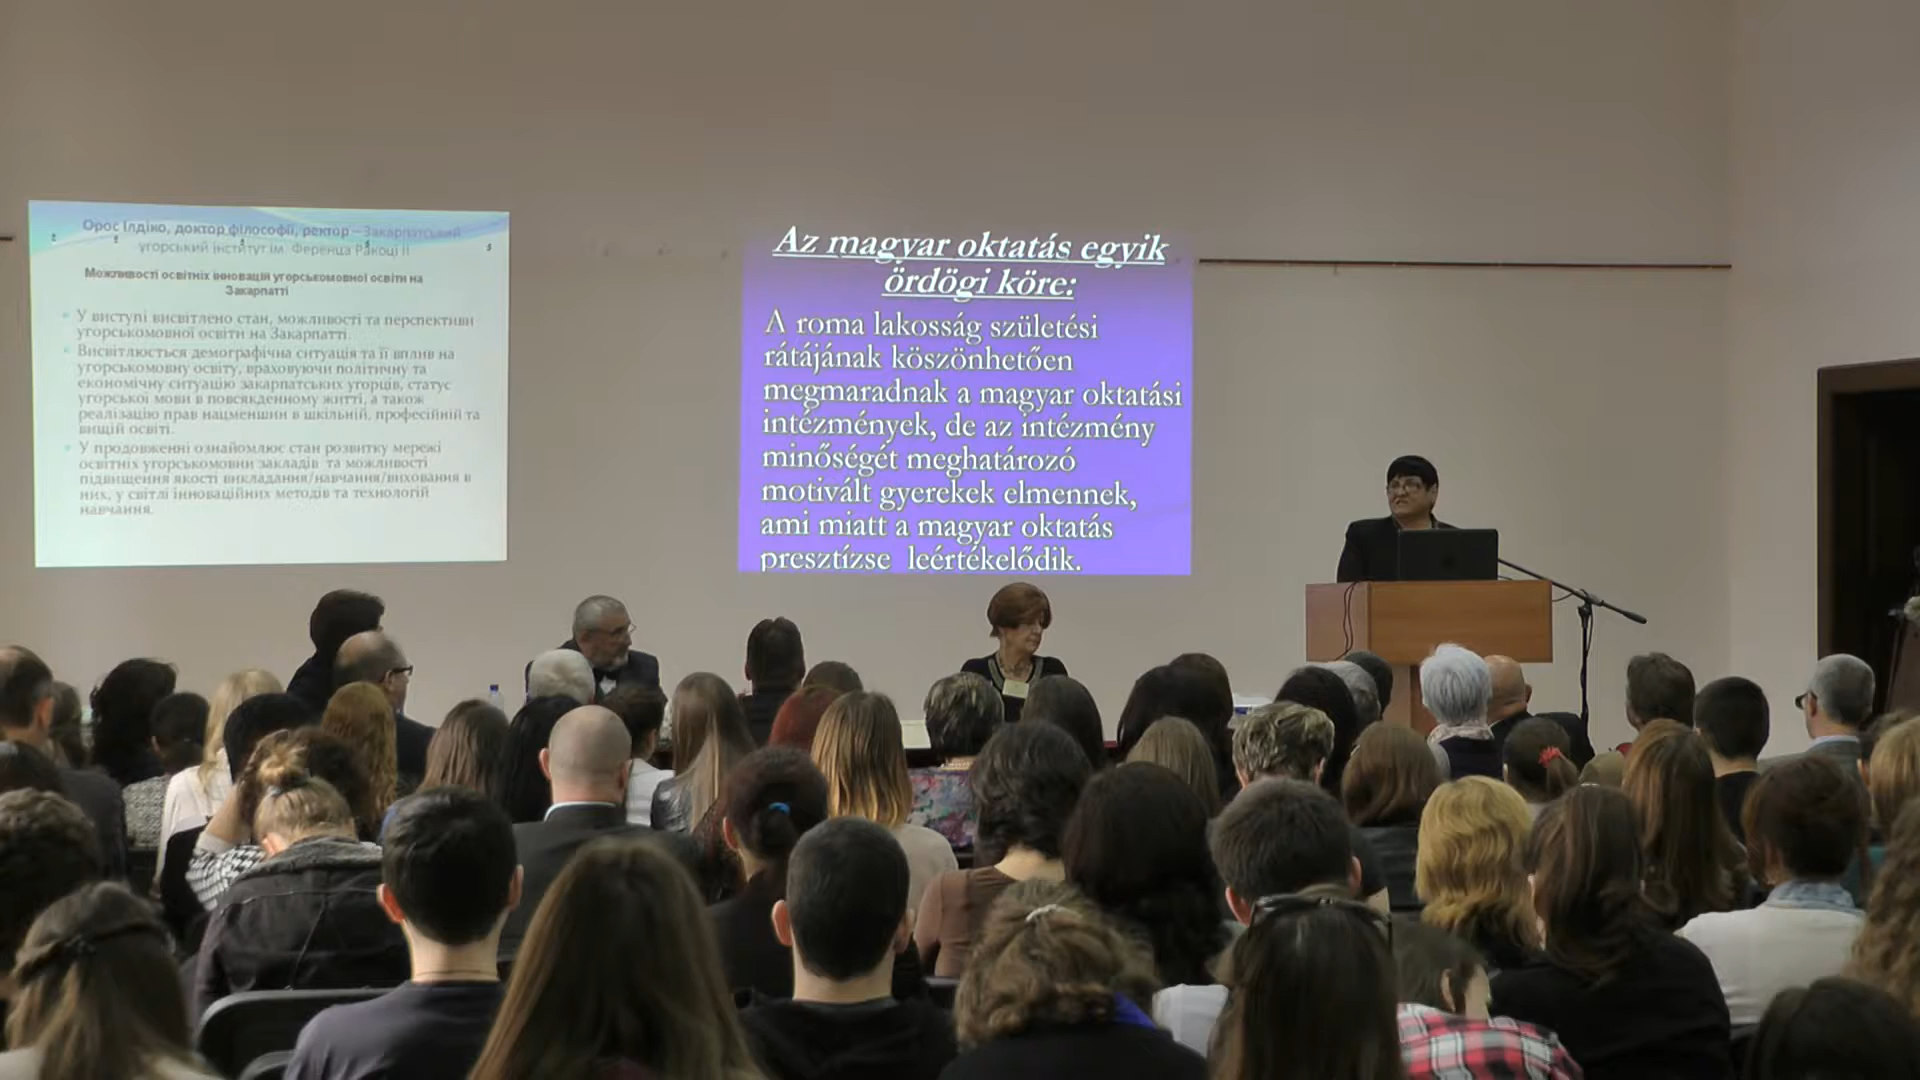 Орос Ілдіко, доктор філософії, ректор – Закарпатський
угорський інститут ім. Ференца Ракоці ІІ
Можливості освітніх інновацій угорськомовної освіти на
Закарпатті
У виступі висвітлено стан, можливості та перспективи
угорськомовної освіти на Закарпатті.
Висвітлюється демографічна ситуація та її вплив на
угорськомовну освіту, враховуючи політичну та
економічну ситуацію закарпатських угорців, статус
угорської мови в повсякденному житті, а також
реалізацію прав нацменшин в шкільній, професійній та
вищій освіті.
У продовженні ознайомлює стан розвитку мережі
освітніх угорськомовни закладів та можливості
підвищення якості викладання/навчання/виховання в
них, у світлі інноваційних методів та технологій
навчання.
Az magyar oktatás egyik
ördögi köre:
A roma lakosság születési
rátájának köszönhetően
megmaradnak a magyar oktatási
intézmények, de az intézmény
minőségét meghatározó
motivált gyerekek elmennek,
ami miatt a magyar oktatás
presztízse leértékelődik.